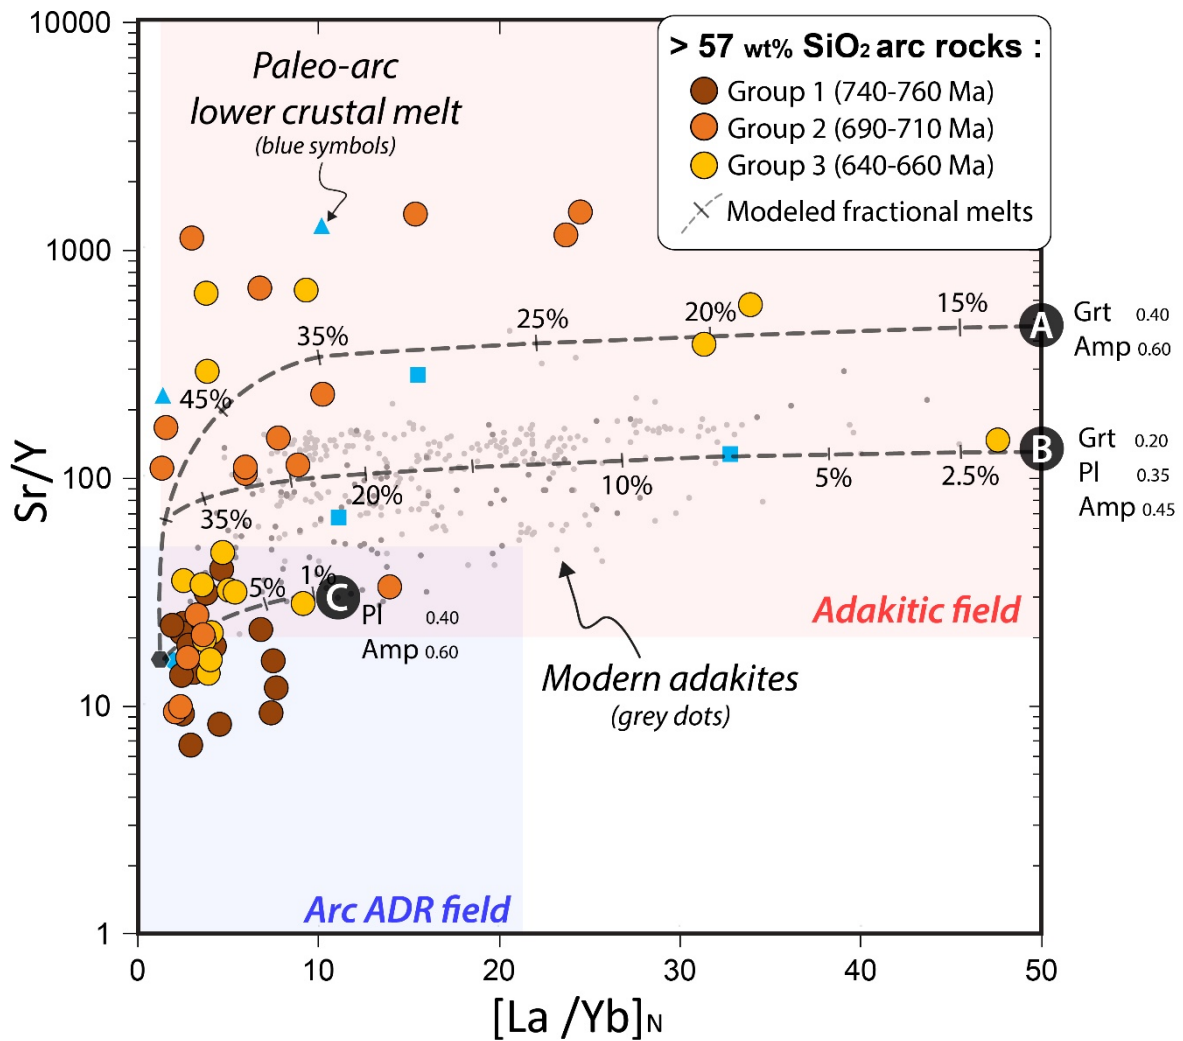 10000
1000
100
10
1
Sr/Y
Paleo-arc
lower crustal melt
(blue symbols)
> 57 wt% SiO₂ arc rocks :
Group 1 (740-760 Ma)
Group 2 (690-710 Ma)
Group 3 (640-660 Ma)
Modeled fractional melts
35%
25%
20%
15%
A
Grt 0.40
Amp 0.60
45%
B
Grt 0.20
Pl 0.35
Amp 0.45
35%
20%
10%
5%
2.5%
5%
1%
C
Pl 0.40
Amp 0.60
Adakitic field
Modern adakites
(grey dots)
Arc ADR field
0
10
20
30
40
50
[La /Yb]N